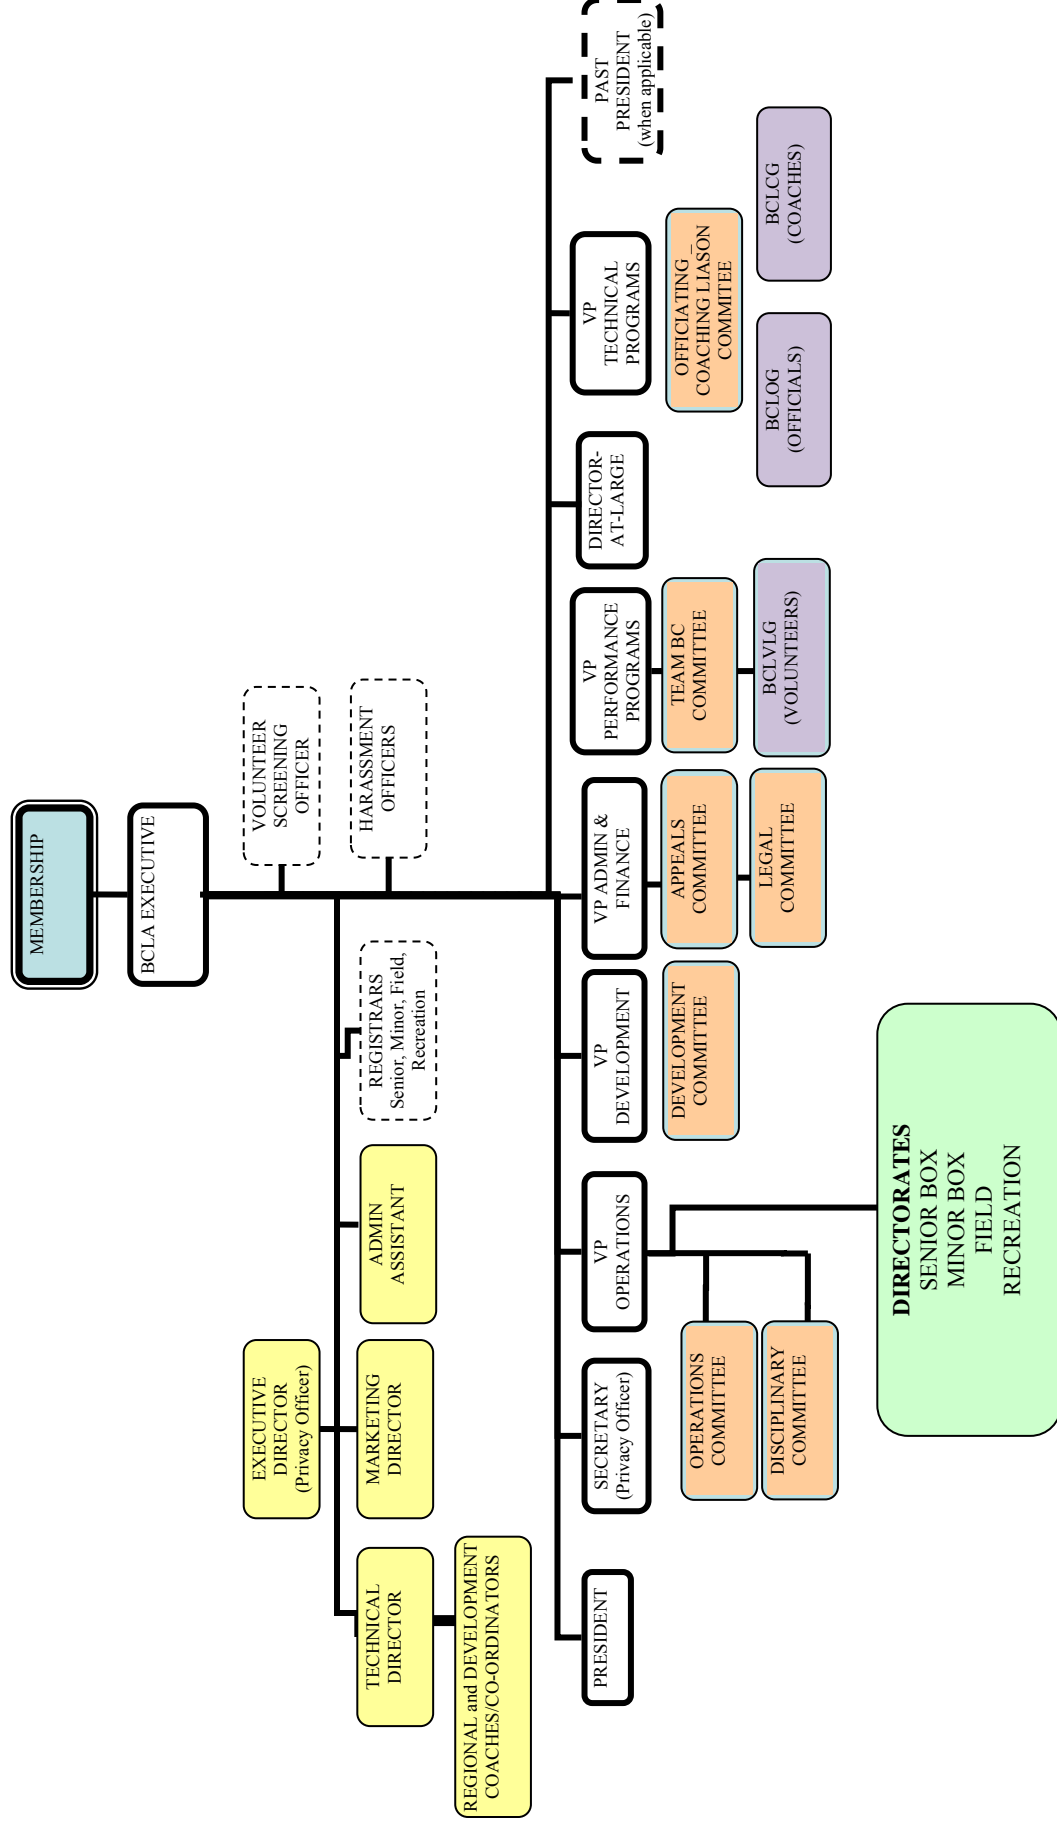 MEMBERSHIP
BCLA EXECUTIVE
VOLUNTEER
SCREENING
OFFICER
HARASSMENT
OFFICERS
EXECUTIVE
DIRECTOR
(Privacy Officer)
TECHNICAL
DIRECTOR
MARKETING
DIRECTOR
ADMIN
ASSISTANT
REGISTRARS
Senior, Minor, Field,
Recreation
REGIONAL and DEVELOPMENT
COACHES/CO-ORDINATORS
PRESIDENT
SECRETARY
(Privacy Officer)
VP
OPERATIONS
VP
DEVELOPMENT
VP ADMIN &
FINANCE
VP
PERFORMANCE
PROGRAMS
DIRECTOR-
AT-LARGE
VP
TECHNICAL
PROGRAMS
PAST
PRESIDENT
(when applicable)
OPERATIONS
COMMITTEE
DISCIPLINARY
COMMITTEE
DEVELOPMENT
COMMITTEE
APPEALS
COMMITTEE
LEGAL
COMMITTEE
TEAM BC
COMMITTEE
BCLVLG
(VOLUNTEERS)
OFFICIATING –
COACHING LIASON
COMMITEE
BCLOG
(OFFICIALS)
BCLCG
(COACHES)
DIRECTORATES
SENIOR BOX
MINOR BOX
FIELD
RECREATION